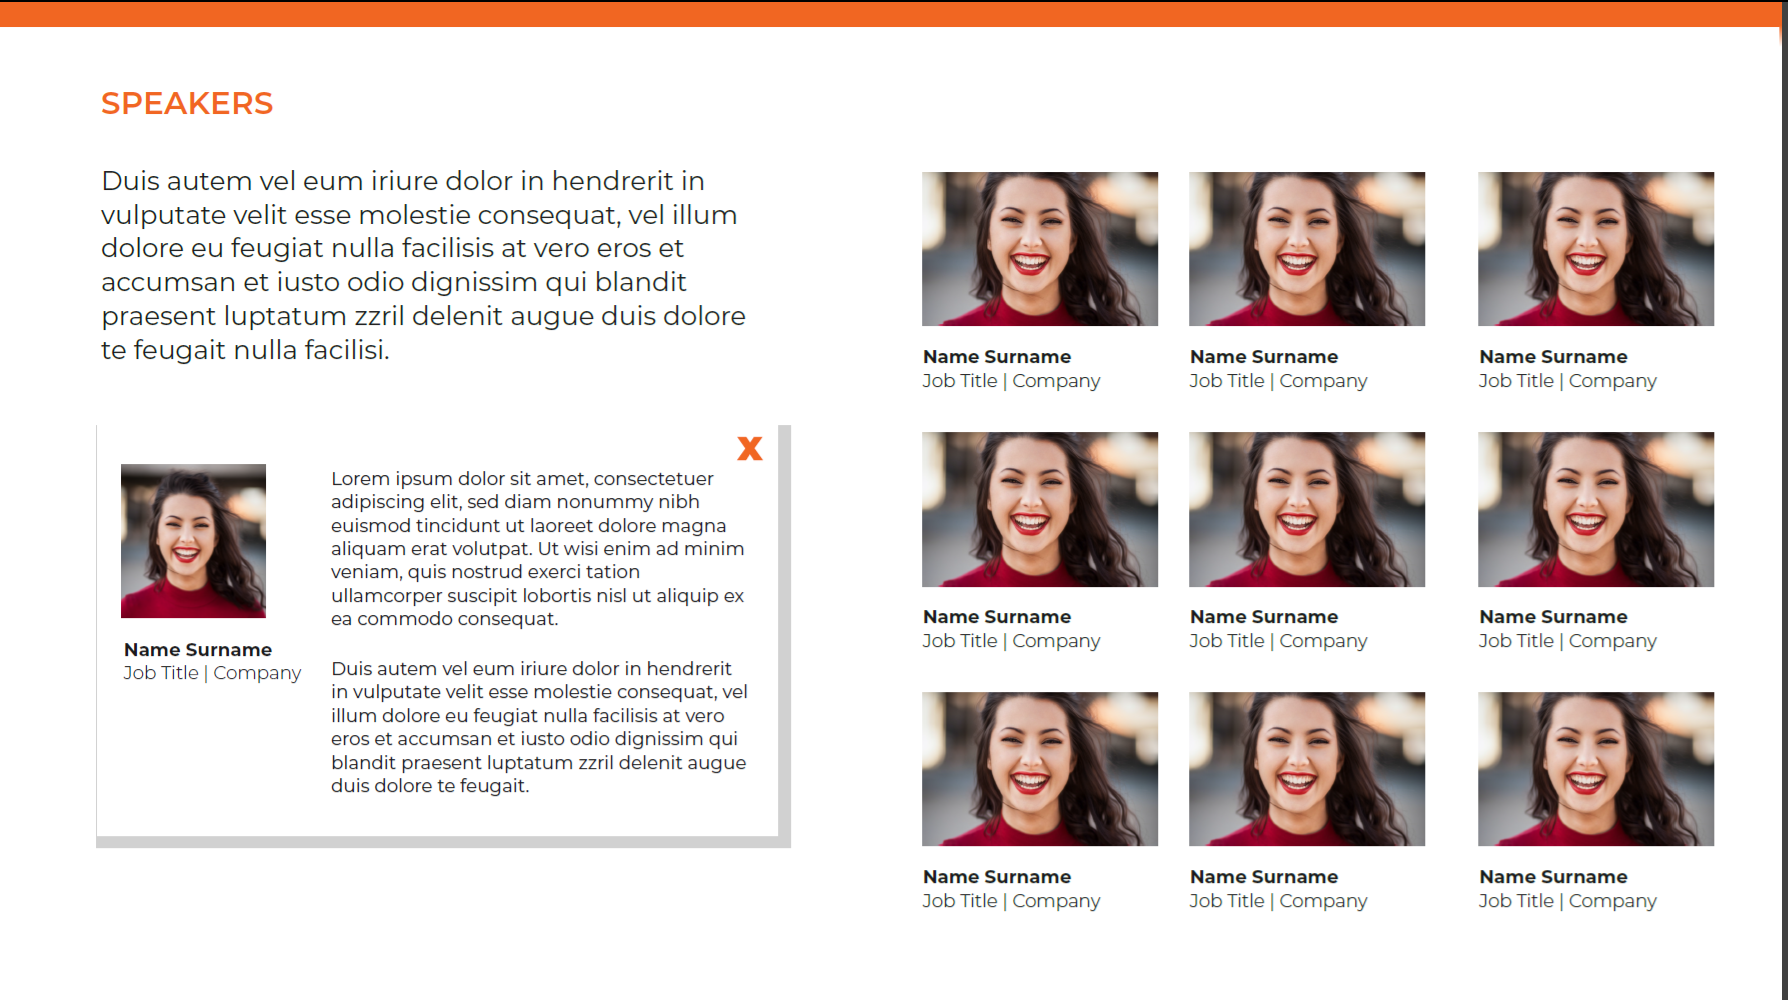 SPEAKERS
Duis autem vel eum iriure dolor in hendrerit in
vulputate velit esse molestie consequat, vel illum
dolore eu feugiat nulla facilisis at vero eros et
accumsan et iusto odio dignissim qui blandit
praesent luptatum zzril delenit augue duis dolore
te feugait nulla facilisi.
X
Lorem ipsum dolor sit amet, consectetuer
adipiscing elit, sed diam nonummy nibh
euismod tincidunt ut laoreet dolore magna
aliquam erat volutpat. Ut wisi enim ad minim
veniam, quis nostrud exerci tation
ullamcorper suscipit lobortis nisl ut aliquip ex
ea commodo consequat.
Duis autem vel eum iriure dolor in hendrerit
in vulputate velit esse molestie consequat, vel
illum dolore eu feugiat nulla facilisis at vero
eros et accumsan et iusto odio dignissim qui
blandit praesent luptatum zzril delenit augue
duis dolore te feugait.
Name Surname
Job Title | Company
Name Surname
Job Title | Company
Name Surname
Job Title | Company
Name Surname
Job Title | Company
Name Surname
Job Title | Company
Name Surname
Job Title | Company
Name Surname
Job Title | Company
Name Surname
Job Title | Company
Name Surname
Job Title | Company
Name Surname
Job Title | Company